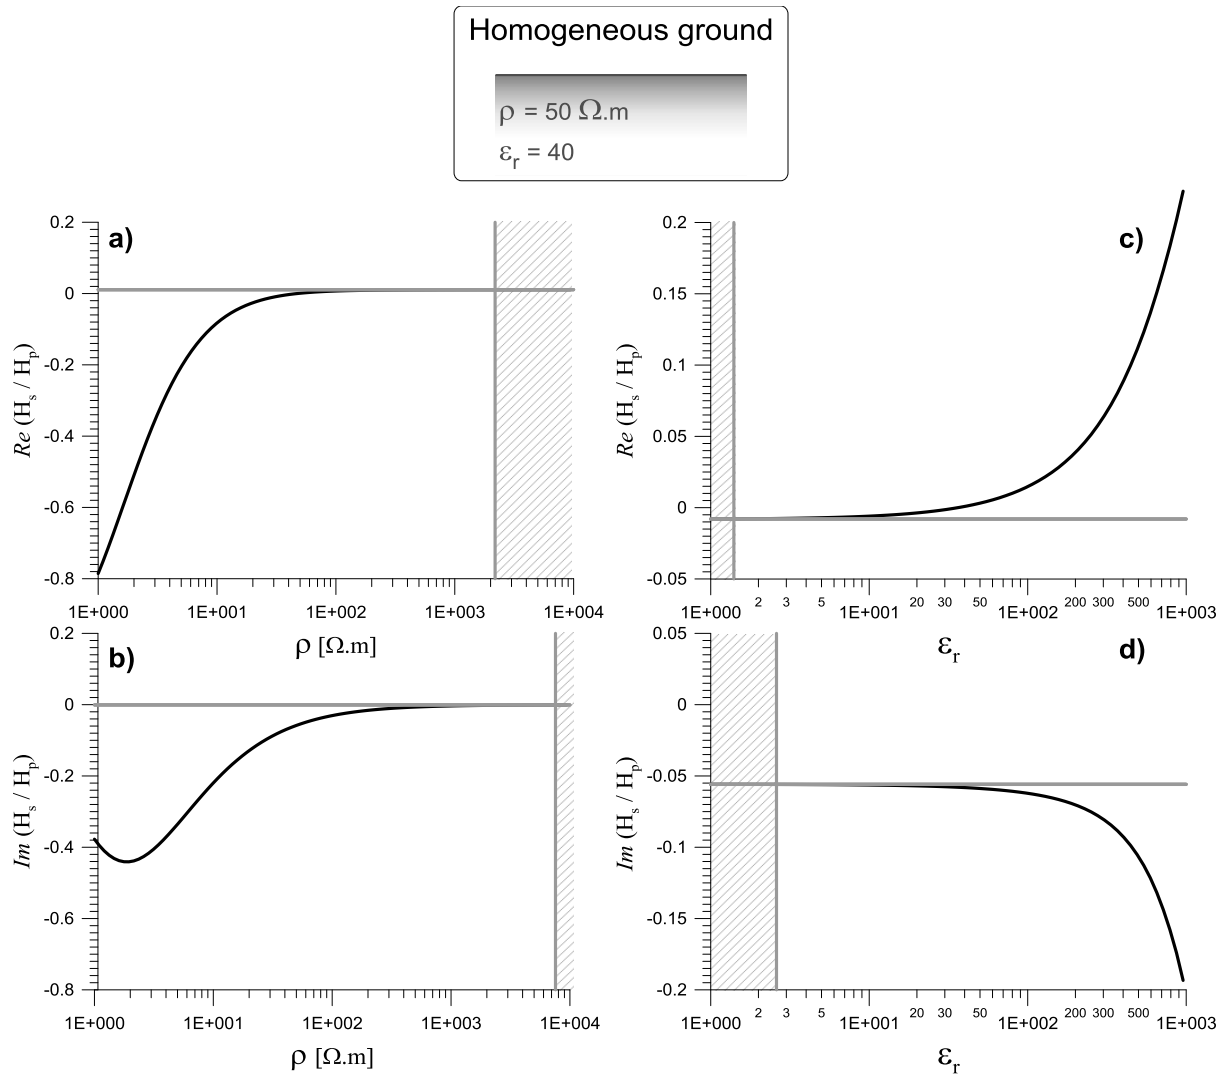 Homogeneous ground
ρ = 50 Ω.m
εr = 40
a)
0.2
0
-0.2
-0.4
-0.6
-0.8
Re (Hs / Hp)
1E+000 1E+001 1E+002 1E+003 1E+004
ρ [Ω.m]
c)
0.2
0.15
0.1
0.05
0
-0.05
Re (Hs / Hp)
1E+000 2 3 5 1E+001 20 30 50 1E+002 200 300 500 1E+003
εr
b)
0.2
0
-0.2
-0.4
-0.6
-0.8
Im (Hs / Hp)
1E+000 1E+001 1E+002 1E+003 1E+004
ρ [Ω.m]
d)
0.05
0
-0.05
-0.1
-0.15
-0.2
Im (Hs / Hp)
1E+000 2 3 5 1E+001 20 30 50 1E+002 200 300 500 1E+003
εr